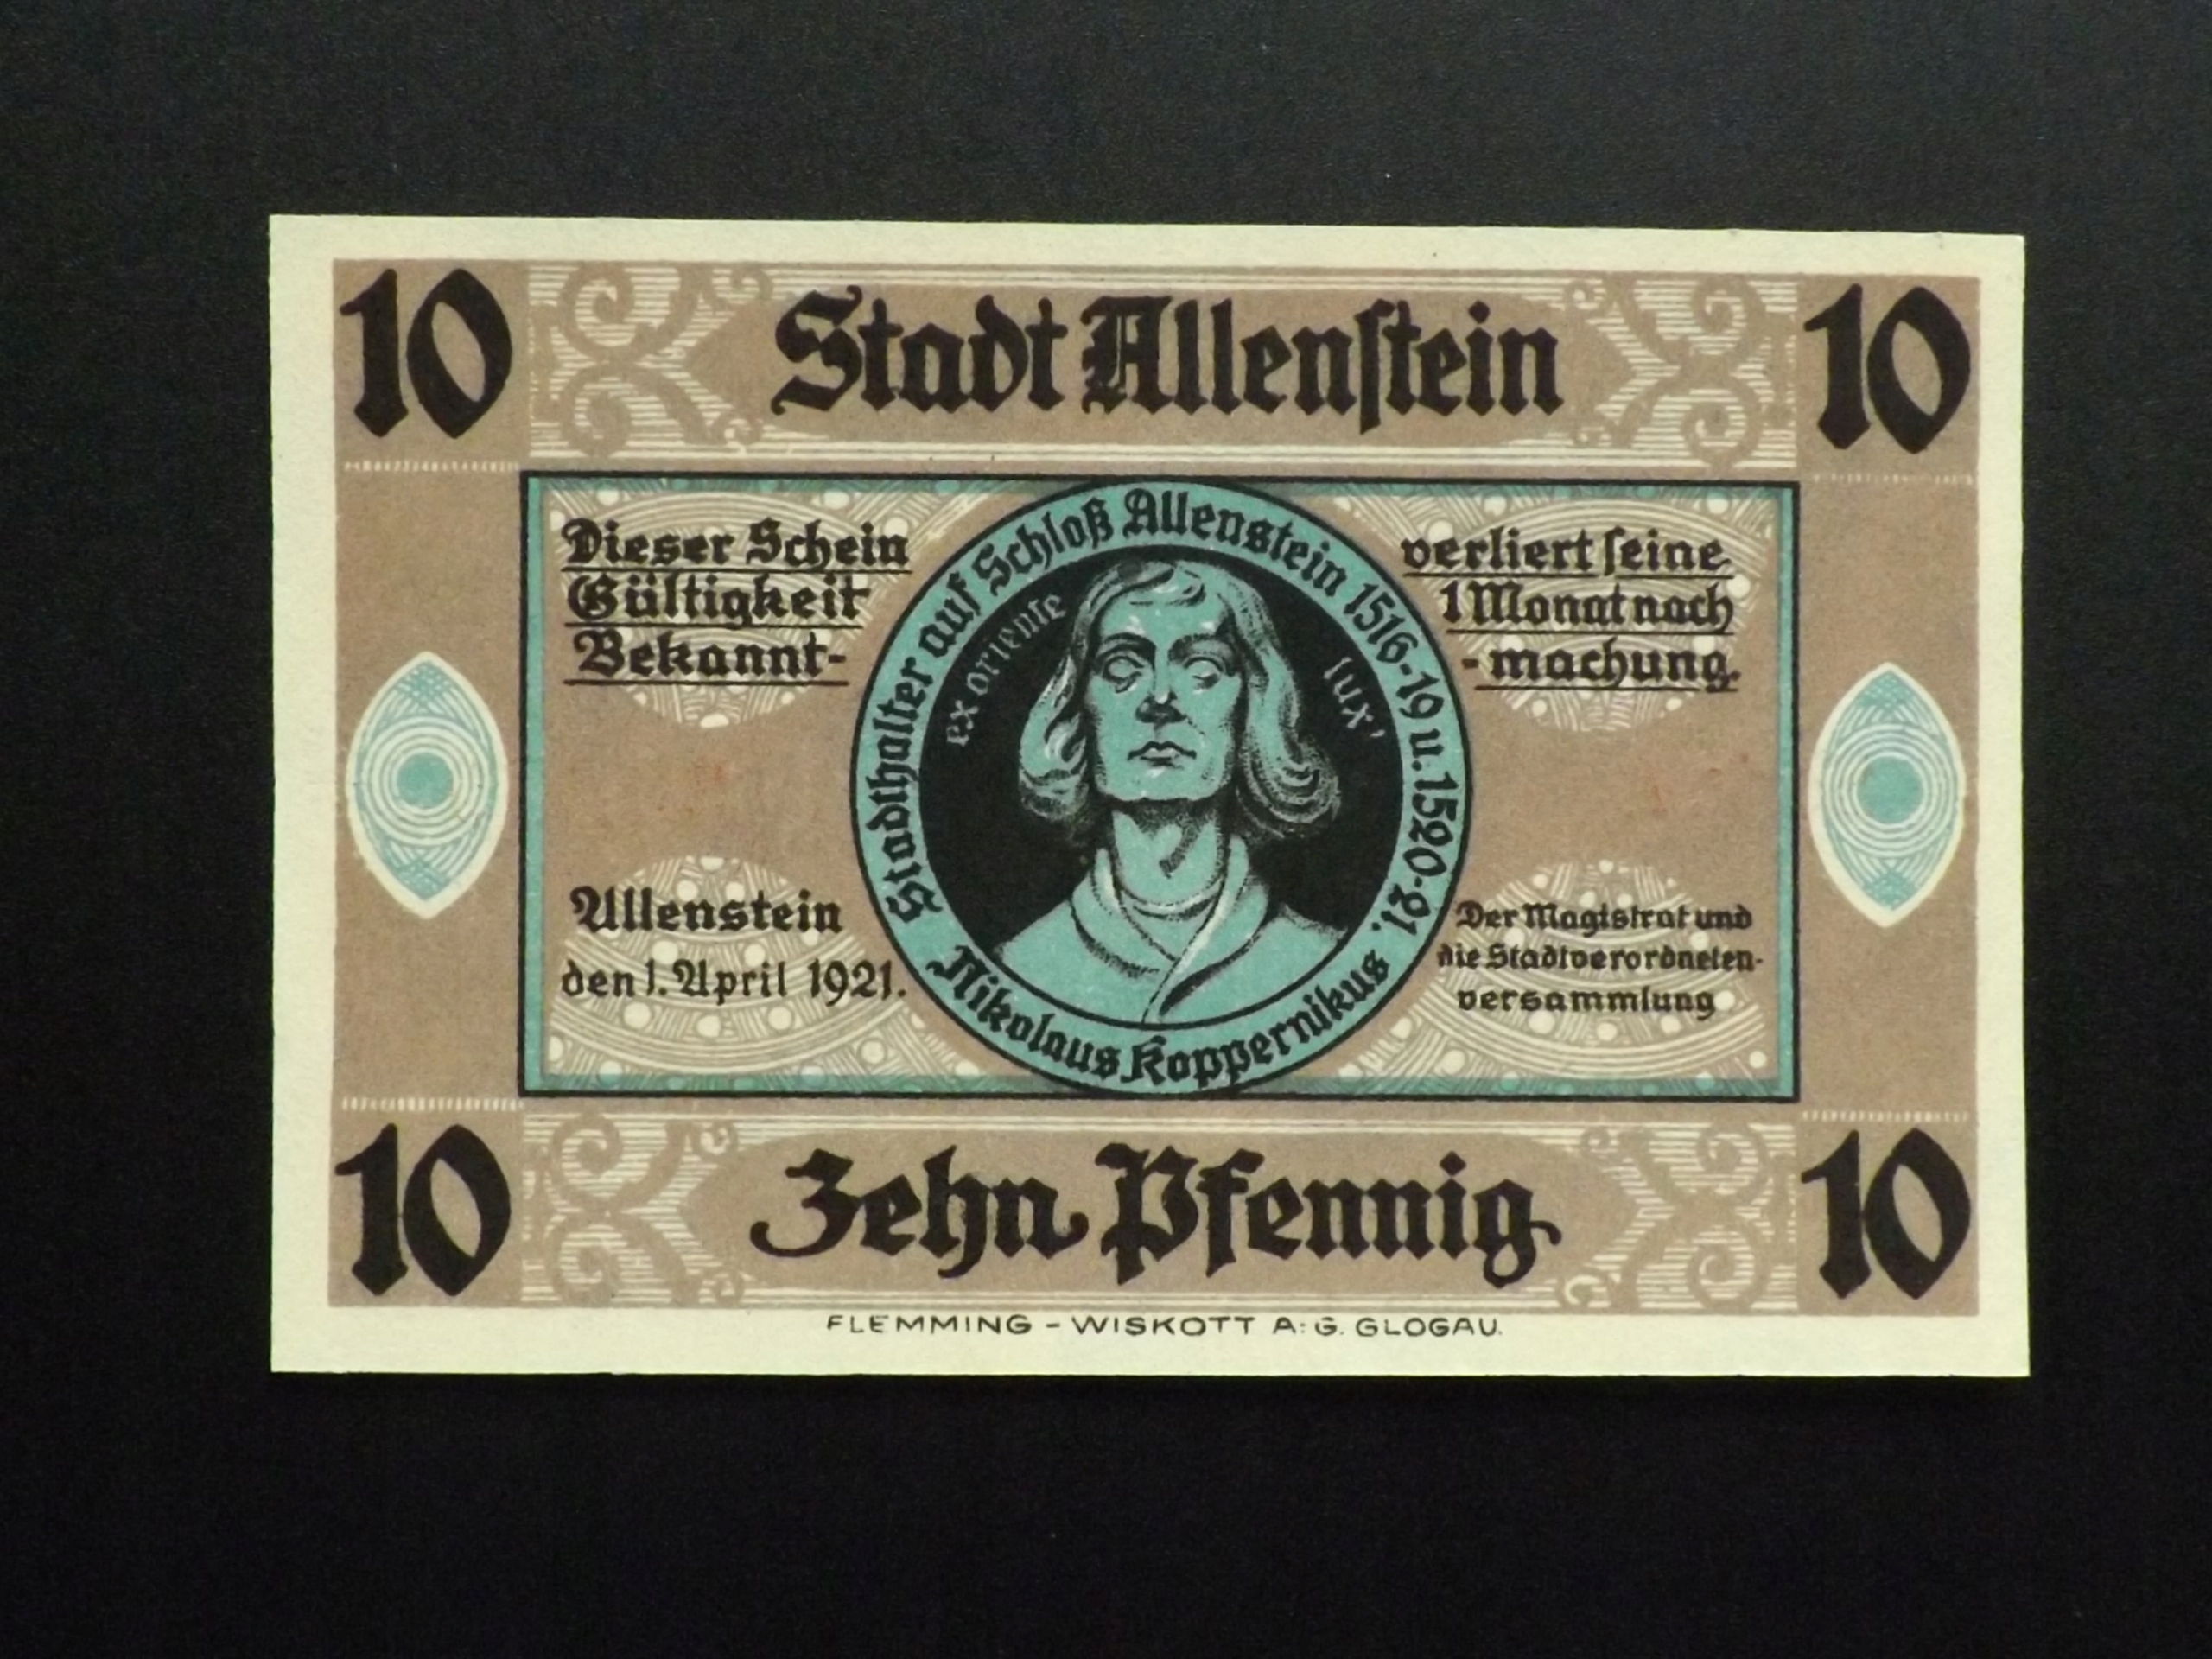 10 Stadt Allenſtein 10
Dieser Schein verliert ſeine
Gültigkeit 1 Monat nach
Bekannt- -machung.
Stadthalter auf Schloß Allenstein 1516-19 u. 1520-21.
ex oriente lux'
Nikolaus Koppernikus
Allenstein
den 1. April 1921.
Der Magistrat und
die Stadtverordneten-
versammlung
10 Zehn Pfennig 10
FLEMMING - WISKOTT A: G. GLOGAU.